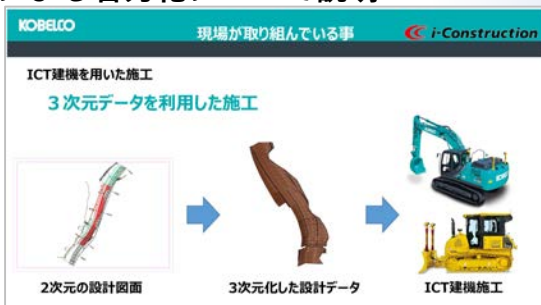 KOBELCO
現場が取り組んでいる事
i-Construction
ICT建機を用いた施工
3次元データを利用した施工
2次元の設計図面
3次元化した設計データ
ICT建機施工